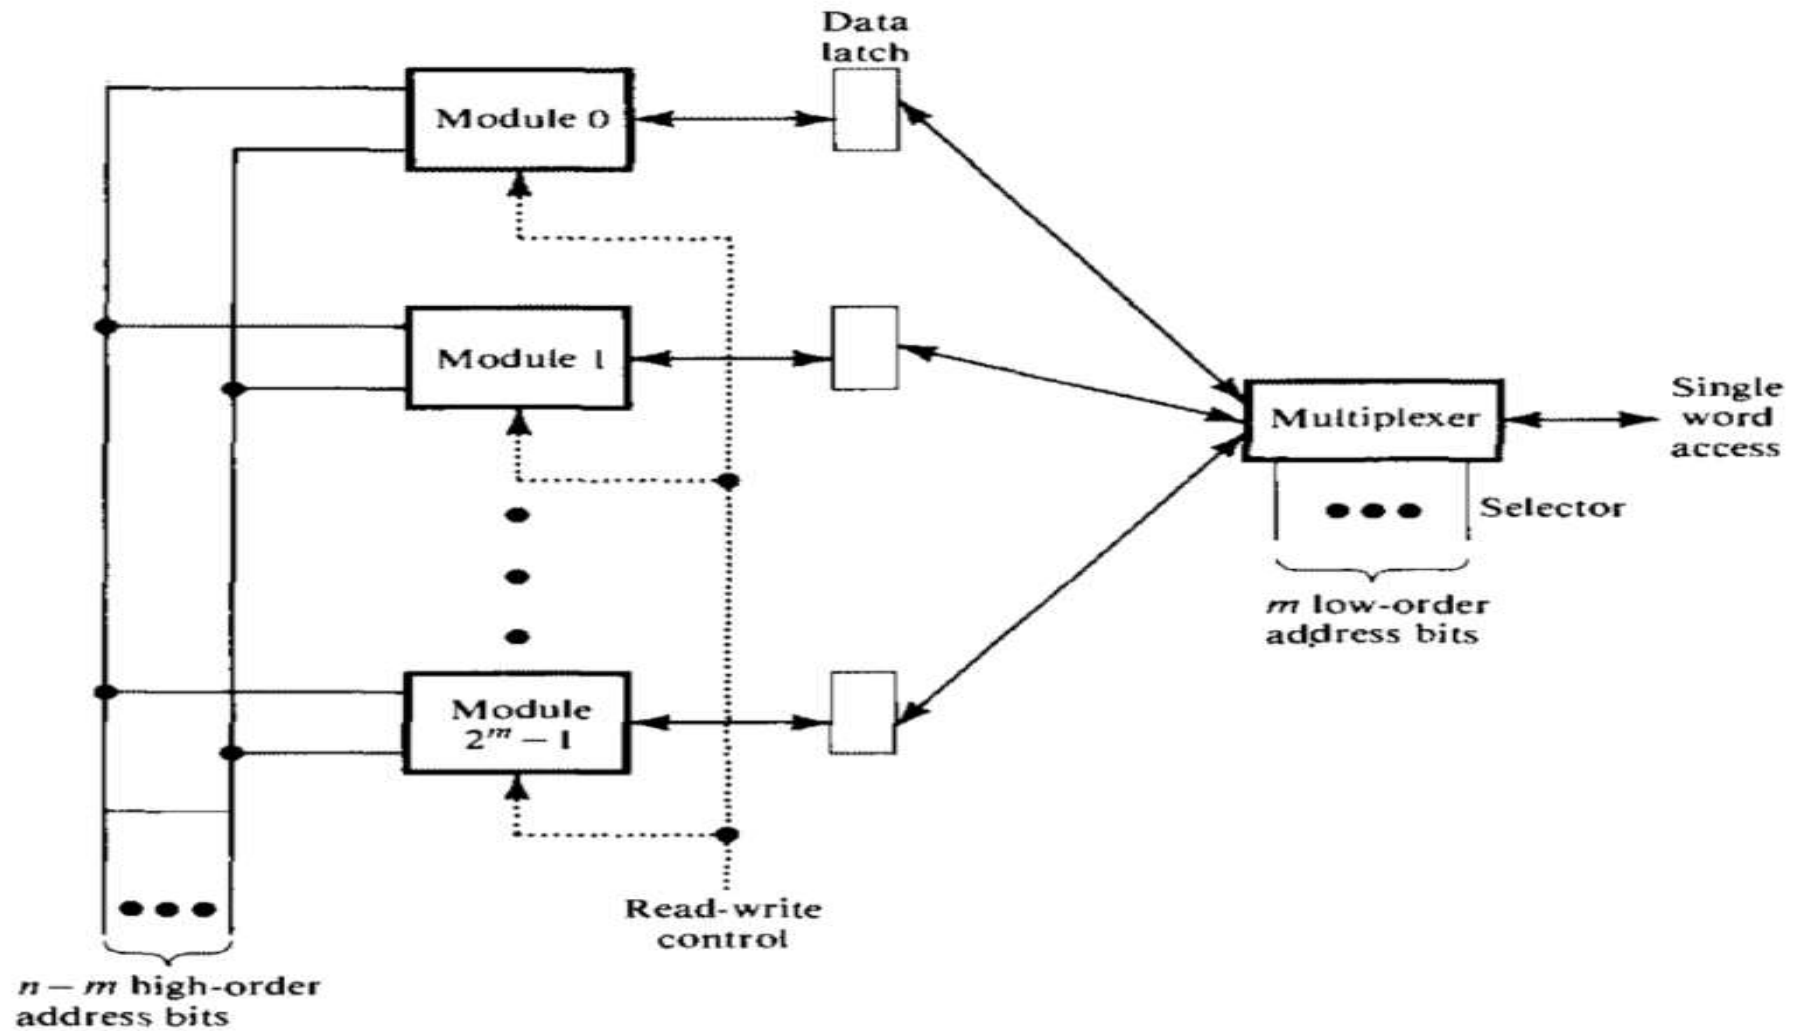 Data
latch
Module 0
Module 1
Multiplexer
Single
word
access
Selector
m low-order
address bits
Module
2^m − 1
Read-write
control
n − m high-order
address bits